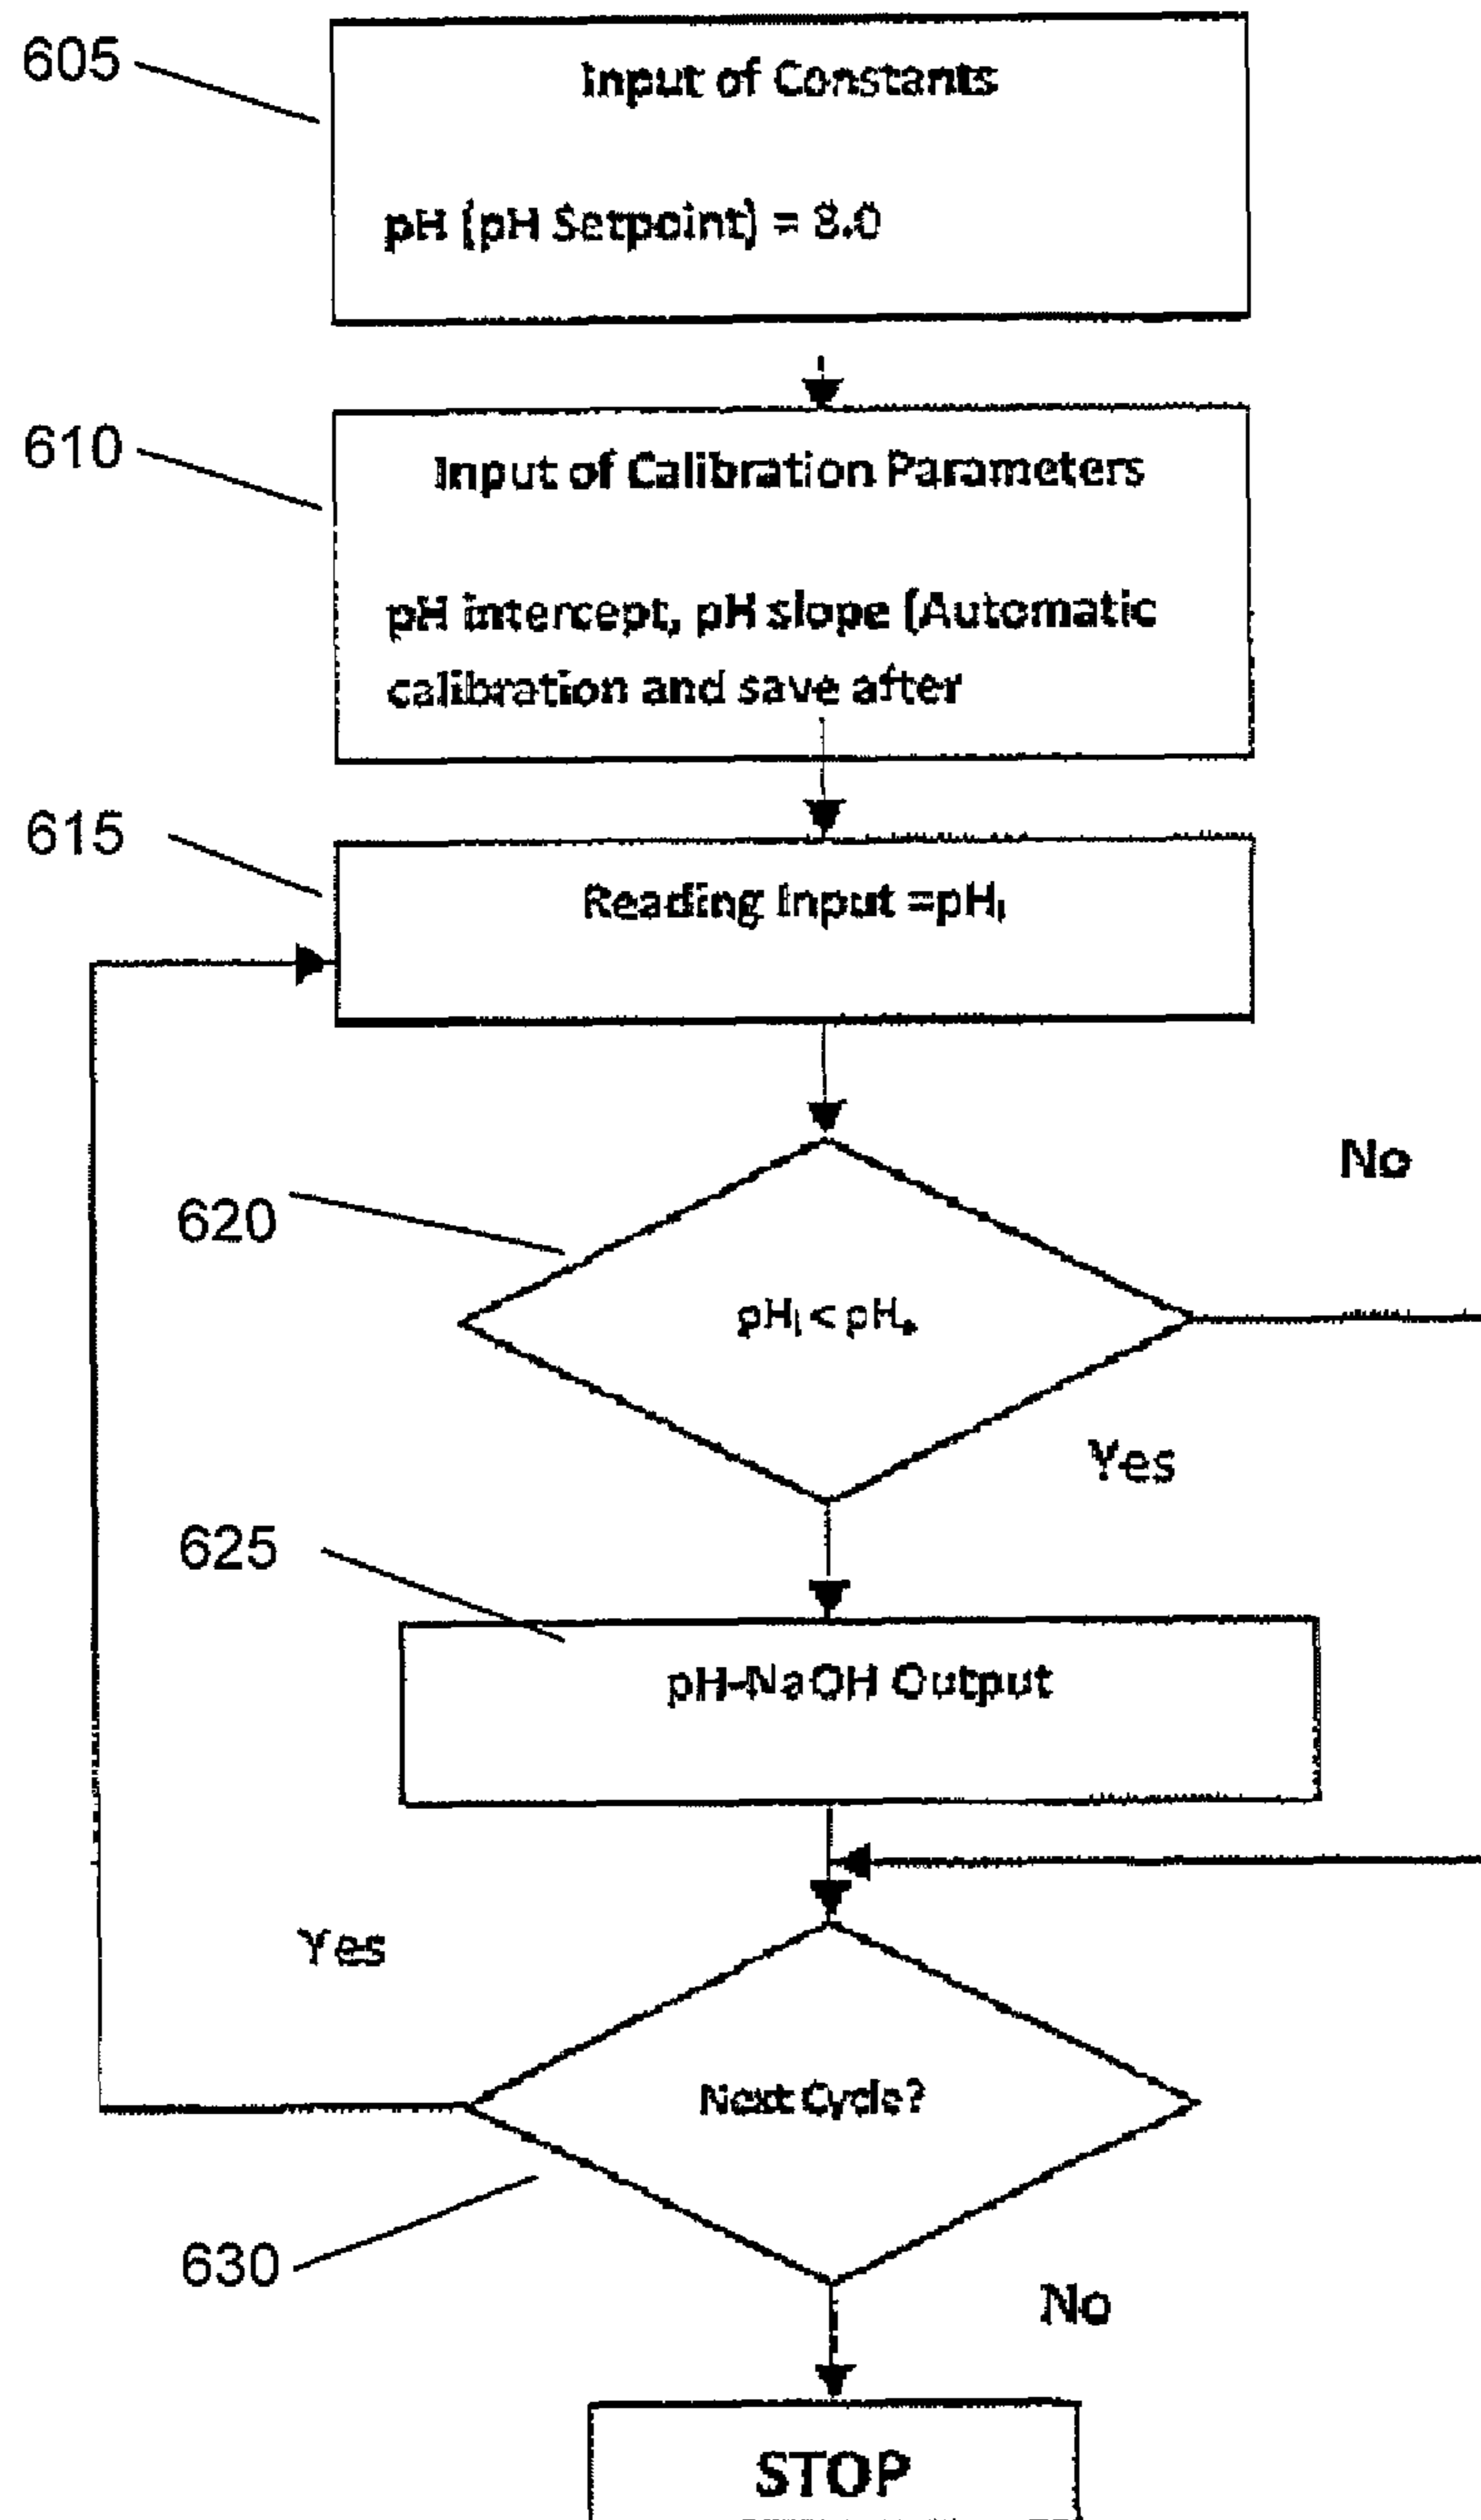 605
Input of Constants
pH (pH Setpoint) = 8.0
610
Input of Calibration Parameters
pH intercept, pH slope (Automatic
calibration and save after
615
Reading Input =pHI
No
620
pHI < pH
Yes
625
pH-NaOH Output
Yes
Next Cycle?
630
No
STOP